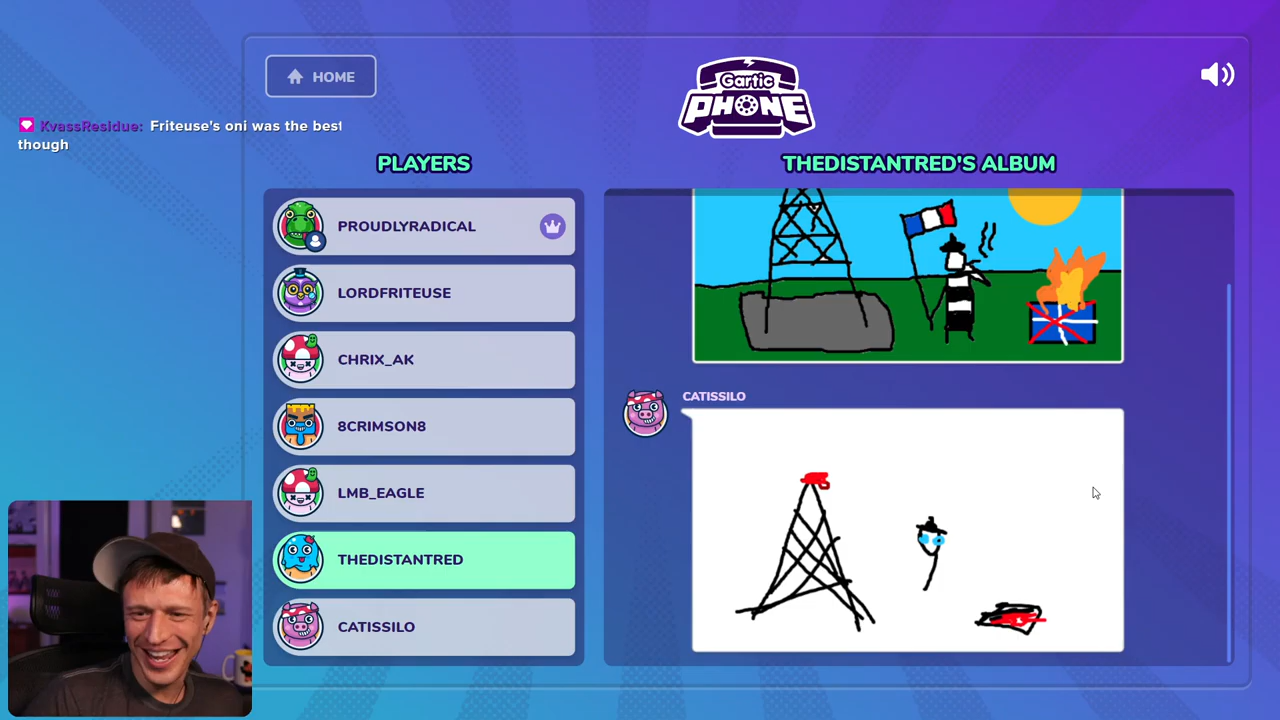 HOME
Gartic
PHONE
KvassResidue: Friteuse's oni was the best
though
PLAYERS
THEDISTANTRED'S ALBUM
PROUDLYRADICAL
LORDFRITEUSE
CHRIX_AK
8CRIMSON8
LMB_EAGLE
THEDISTANTRED
CATISSILO
CATISSILO